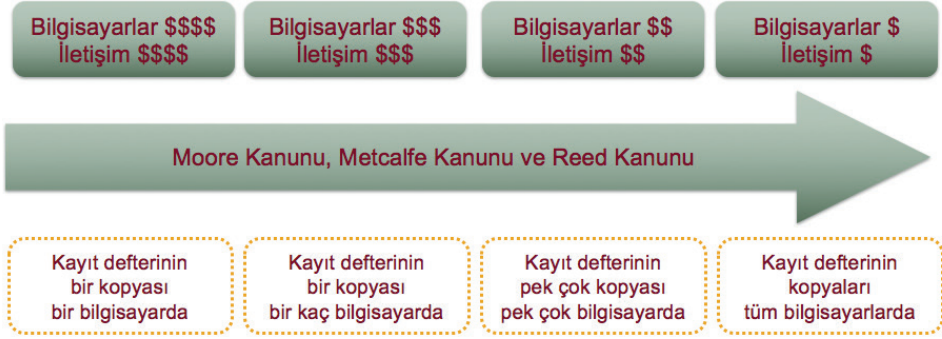 Bilgisayarlar $$$$
İletişim $$$$
Bilgisayarlar $$$
İletişim $$$
Bilgisayarlar $$
İletişim $$
Bilgisayarlar $
İletişim $
Moore Kanunu, Metcalfe Kanunu ve Reed Kanunu
Kayıt defterinin
bir kopyası
bir bilgisayarda
Kayıt defterinin
bir kopyası
bir kaç bilgisayarda
Kayıt defterinin
pek çok kopyası
pek çok bilgisayarda
Kayıt defterinin
kopyaları
tüm bilgisayarlarda